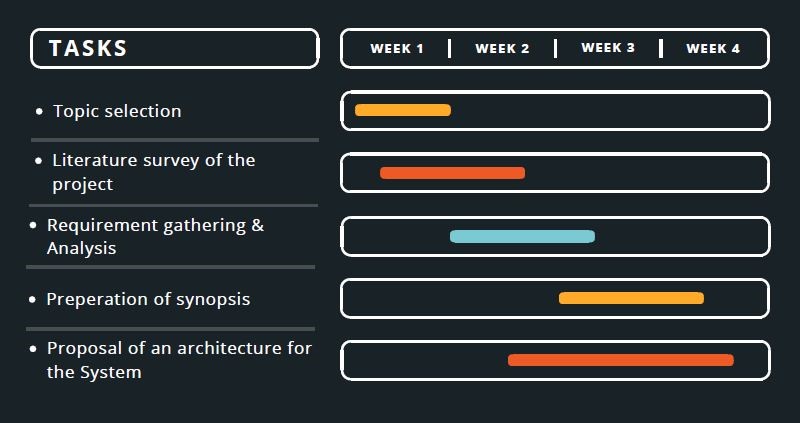 TASKS
WEEK 1 WEEK 2 WEEK 3 WEEK 4
• Topic selection
• Literature survey of the
project
• Requirement gathering &
Analysis
• Preperation of synopsis
• Proposal of an architecture for
the System